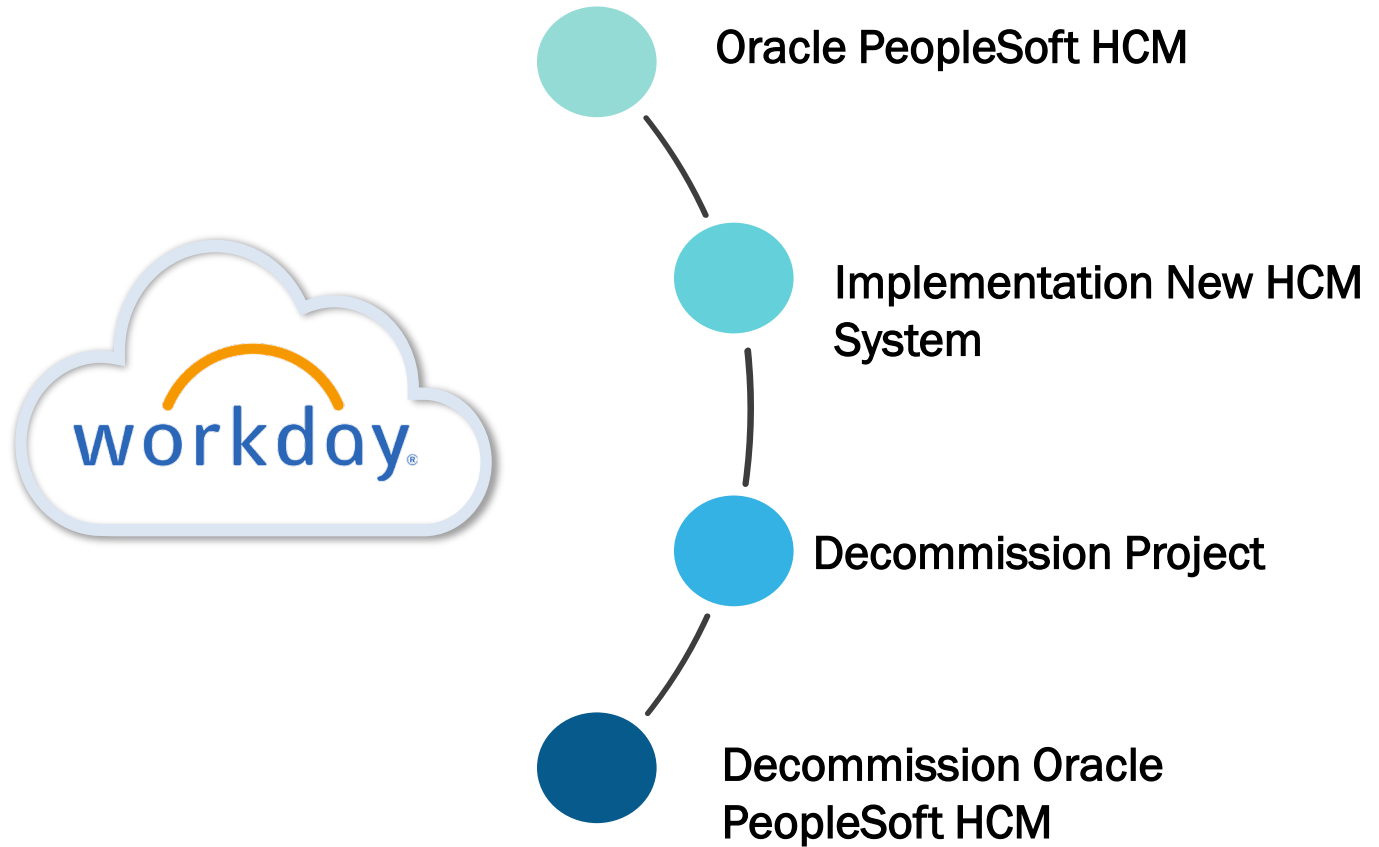 Oracle PeopleSoft HCM
Implementation New HCM
System
workday®
Decommission Project
Decommission Oracle
PeopleSoft HCM